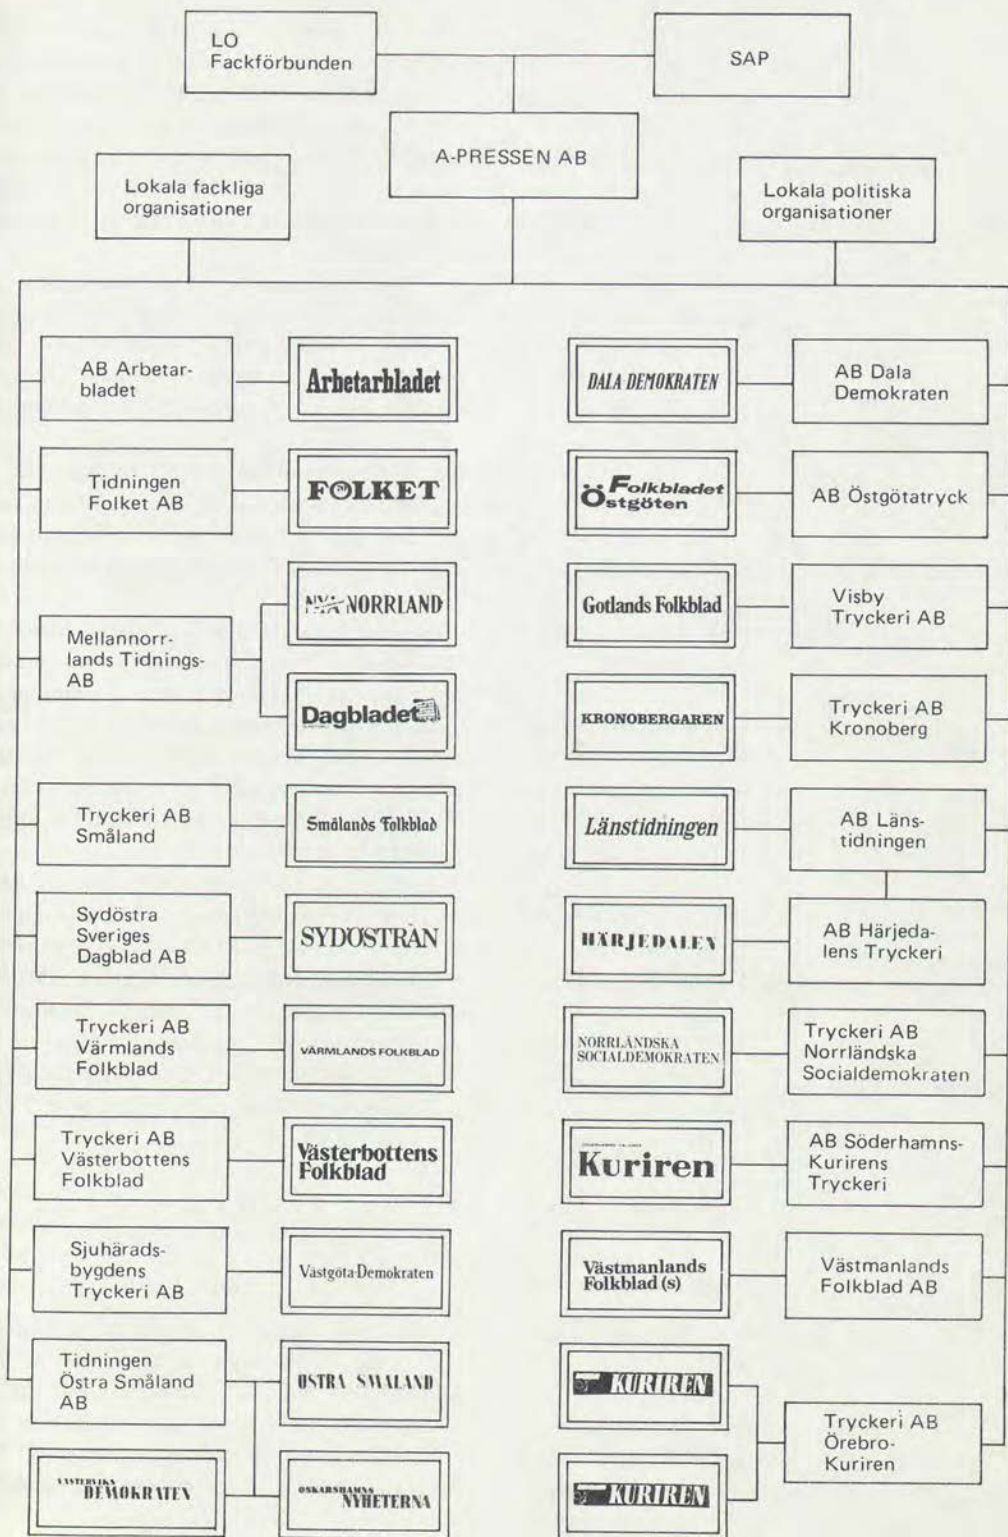 LO
Fackförbunden
SAP
A-PRESSEN AB
Lokala fackliga
organisationer
Lokala politiska
organisationer
AB Arbetar-
bladet
Arbetarbladet
DALA-DEMOKRATEN
AB Dala
Demokraten
Tidningen
Folket AB
FOLKET
Folkbladet
Östgöten
AB Östgötatryck
Mellannorr-
lands Tidnings-
AB
NYA NORRLAND
Dagbladet
Gotlands Folkblad
Visby
Tryckeri AB
KRONOBERGAREN
Tryckeri AB
Kronoberg
Tryckeri AB
Småland
Smålands Folkblad
Länstidningen
AB Läns-
tidningen
Sydöstra
Sveriges
Dagblad AB
SYDÖSTRAN
HÄRJEDALEN
AB Härjeda-
lens Tryckeri
Tryckeri AB
Värmlands
Folkblad
VÄRMLANDS FOLKBLAD
NORRLÄNDSKA
SOCIALDEMOKRATEN
Tryckeri AB
Norrländska
Socialdemokraten
Tryckeri AB
Västerbottens
Folkblad
Västerbottens
Folkblad
Kuriren
AB Söderhamns-
Kurirens
Tryckeri
Sjuhärads-
bygdens
Tryckeri AB
Västgöta-Demokraten
Västmanlands
Folkblad (s)
Västmanlands
Folkblad AB
Tidningen
Östra Småland
AB
ÖSTRA SMÅLAND
VÄSTERVIKS
DEMOKRATEN
OSKARSHAMNS
NYHETERNA
KURIREN
KURIREN
Tryckeri AB
Örebro-
Kuriren